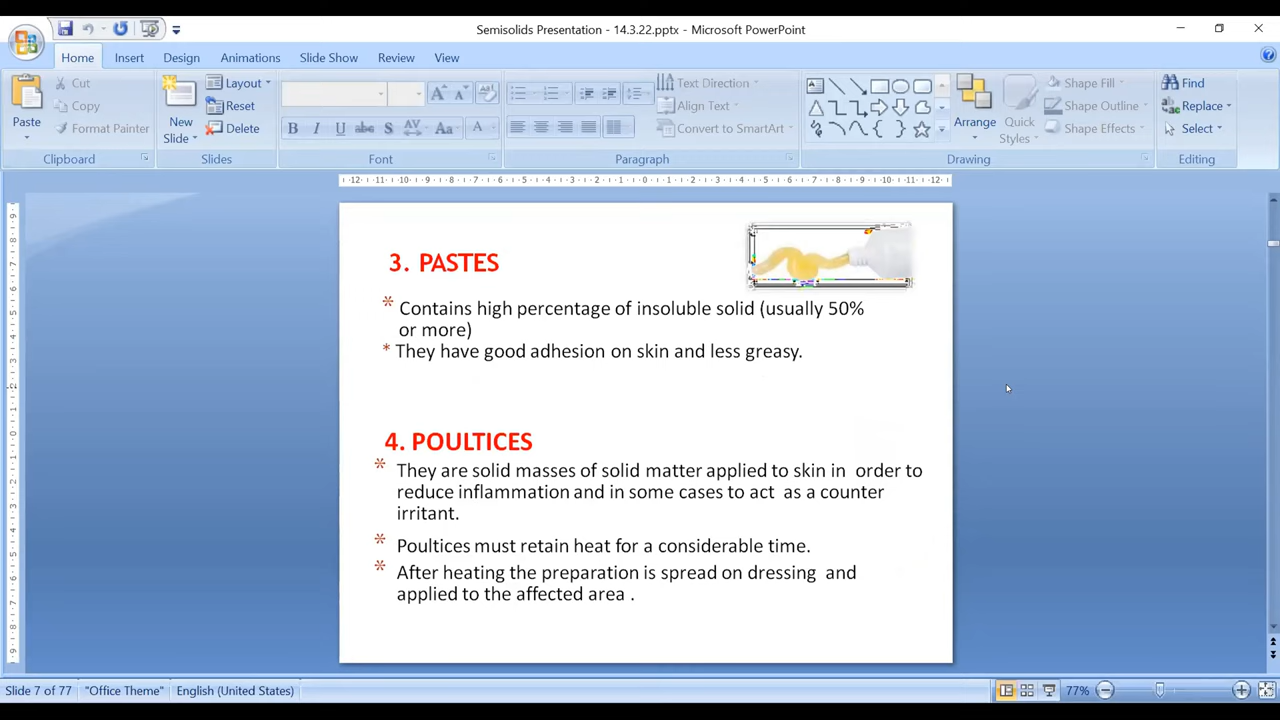 Semisolids Presentation - 14.3.22.pptx - Microsoft PowerPoint
Home Insert Design Animations Slide Show Review View
Paste
Cut
Copy
Format Painter
Clipboard
New Slide
Layout
Reset
Delete
Slides
B I U abc S AV Aa A
Font
Text Direction
Align Text
Convert to SmartArt
Paragraph
Arrange
Quick Styles
Shape Fill
Shape Outline
Shape Effects
Drawing
Find
Replace
Select
Editing
3. PASTES
* Contains high percentage of insoluble solid (usually 50%
or more)
* They have good adhesion on skin and less greasy.
4. POULTICES
* They are solid masses of solid matter applied to skin in order to
reduce inflammation and in some cases to act as a counter
irritant.
* Poultices must retain heat for a considerable time.
* After heating the preparation is spread on dressing and
applied to the affected area .
Slide 7 of 77 "Office Theme" English (United States) 77%